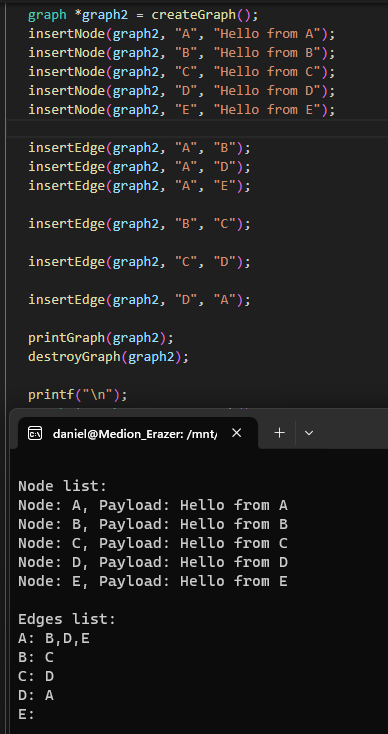 graph *graph2 = createGraph();
insertNode(graph2, "A", "Hello from A");
insertNode(graph2, "B", "Hello from B");
insertNode(graph2, "C", "Hello from C");
insertNode(graph2, "D", "Hello from D");
insertNode(graph2, "E", "Hello from E");
insertEdge(graph2, "A", "B");
insertEdge(graph2, "A", "D");
insertEdge(graph2, "A", "E");
insertEdge(graph2, "B", "C");
insertEdge(graph2, "C", "D");
insertEdge(graph2, "D", "A");
printGraph(graph2);
destroyGraph(graph2);
printf("\n");
daniel@Medion_Erazer: /mnt/
Node list:
Node: A, Payload: Hello from A
Node: B, Payload: Hello from B
Node: C, Payload: Hello from C
Node: D, Payload: Hello from D
Node: E, Payload: Hello from E
Edges list:
A: B,D,E
B: C
C: D
D: A
E: